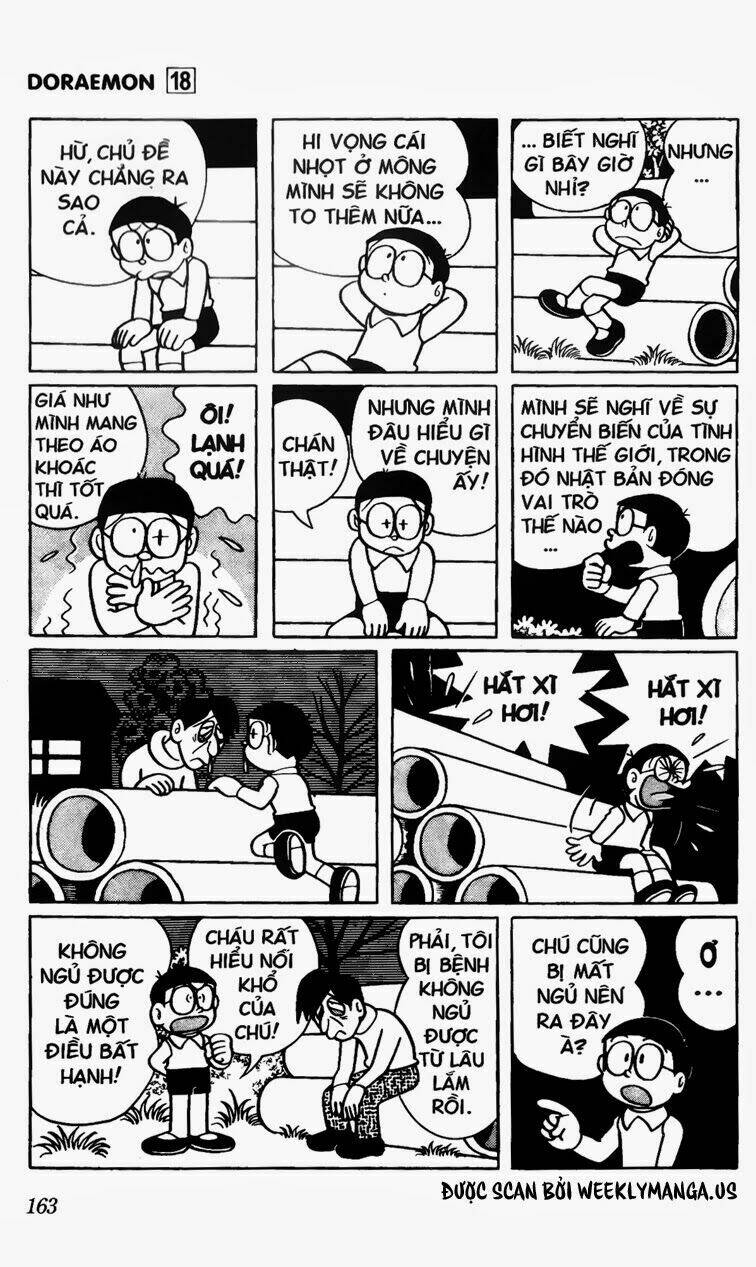 DORAEMON 18
NHƯNG
...
... BIẾT NGHĨ
GÌ BÂY GIỜ
NHỈ?
HI VỌNG CÁI
NHỌT Ở MÔNG
MÌNH SẼ KHÔNG
TO THÊM NỮA...
HỪ, CHỦ ĐỀ
NÀY CHẲNG RA
SAO
CẢ.
MÌNH SẼ NGHĨ VỀ SỰ
CHUYỂN BIẾN CỦA TÌNH
HÌNH THẾ GIỚI, TRONG
ĐÓ NHẬT BẢN ĐÓNG
VAI TRÒ
THẾ NÀO
...
NHƯNG MÌNH
ĐÂU HIỂU GÌ
VỀ CHUYỆN
ẤY!
CHÁN
THẬT!
ÔI!
LẠNH
QUÁ!
GIÁ NHƯ
MÌNH MANG
THEO ÁO
KHOÁC
THÌ TỐT
QUÁ.
HẮT XÌ
HƠI!
HẮT XÌ
HƠI!
Ơ
...
CHÚ CŨNG
BỊ MẤT
NGỦ NÊN
RA ĐÂY
À?
PHẢI, TÔI
BỊ BỆNH
KHÔNG
NGỦ
ĐƯỢC
TỪ LÂU
LẮM
RỒI.
CHÁU RẤT
HIỂU NỖI
KHỔ
CỦA
CHÚ!
KHÔNG
NGỦ ĐƯỢC
ĐÚNG
LÀ MỘT
ĐIỀU BẤT
HẠNH!
ĐƯỢC SCAN BỞI WEEKLYMANGA.US
163